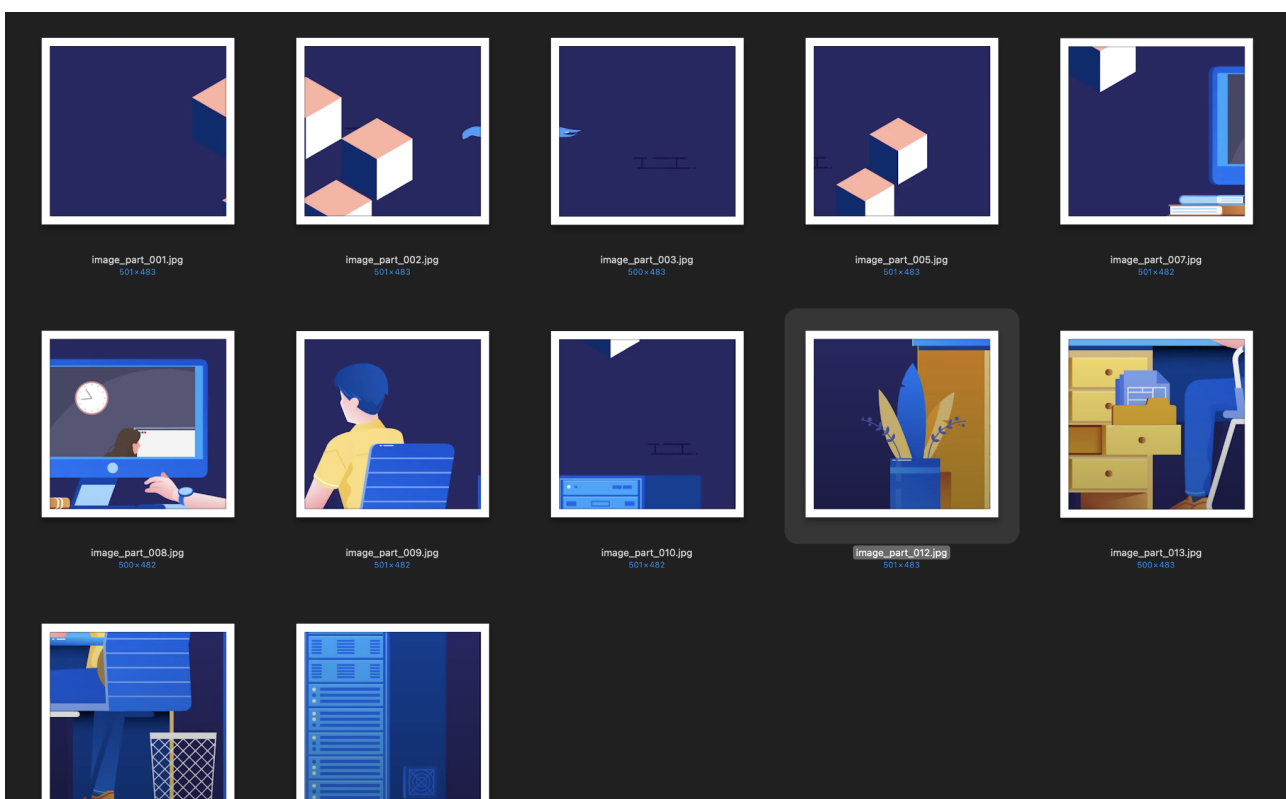 image_part_001.jpg
501×483
image_part_002.jpg
501×483
image_part_003.jpg
500×483
image_part_005.jpg
501×483
image_part_007.jpg
501×482
image_part_008.jpg
500×482
image_part_009.jpg
501×482
image_part_010.jpg
501×482
image_part_012.jpg
501×483
image_part_013.jpg
500×483